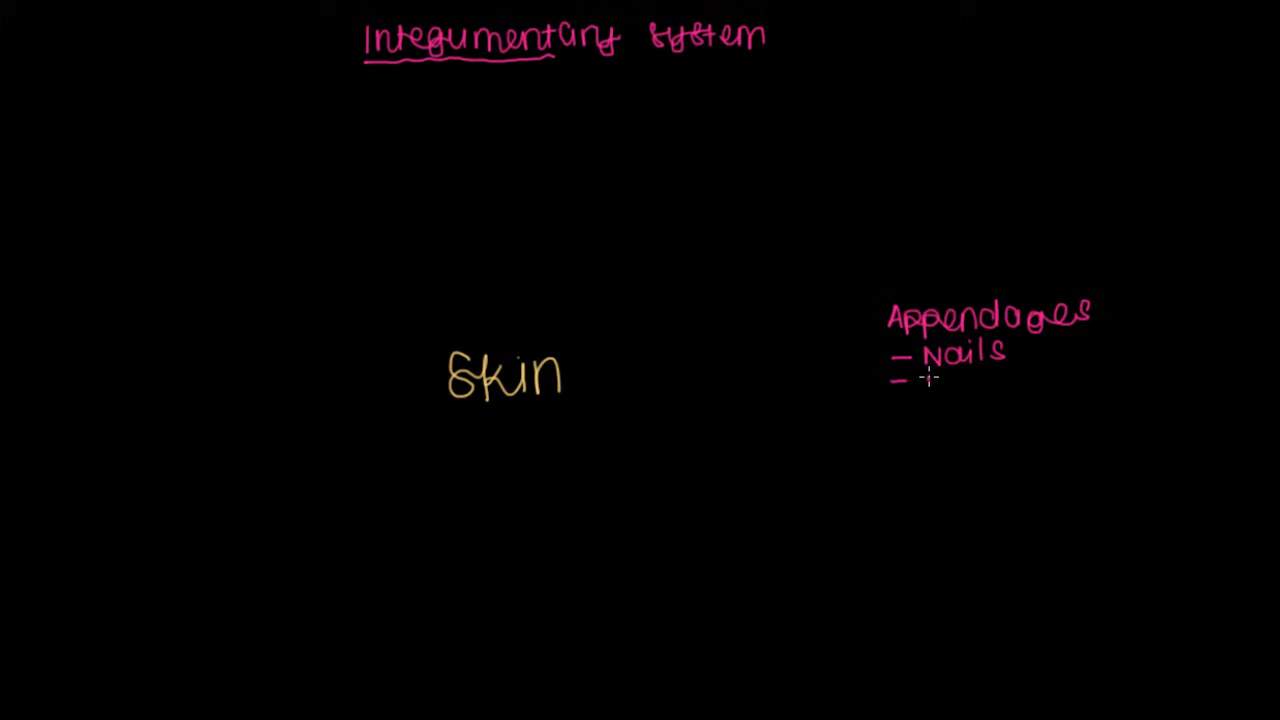 Integumentary system
Skin
Appendages
- Nails
-